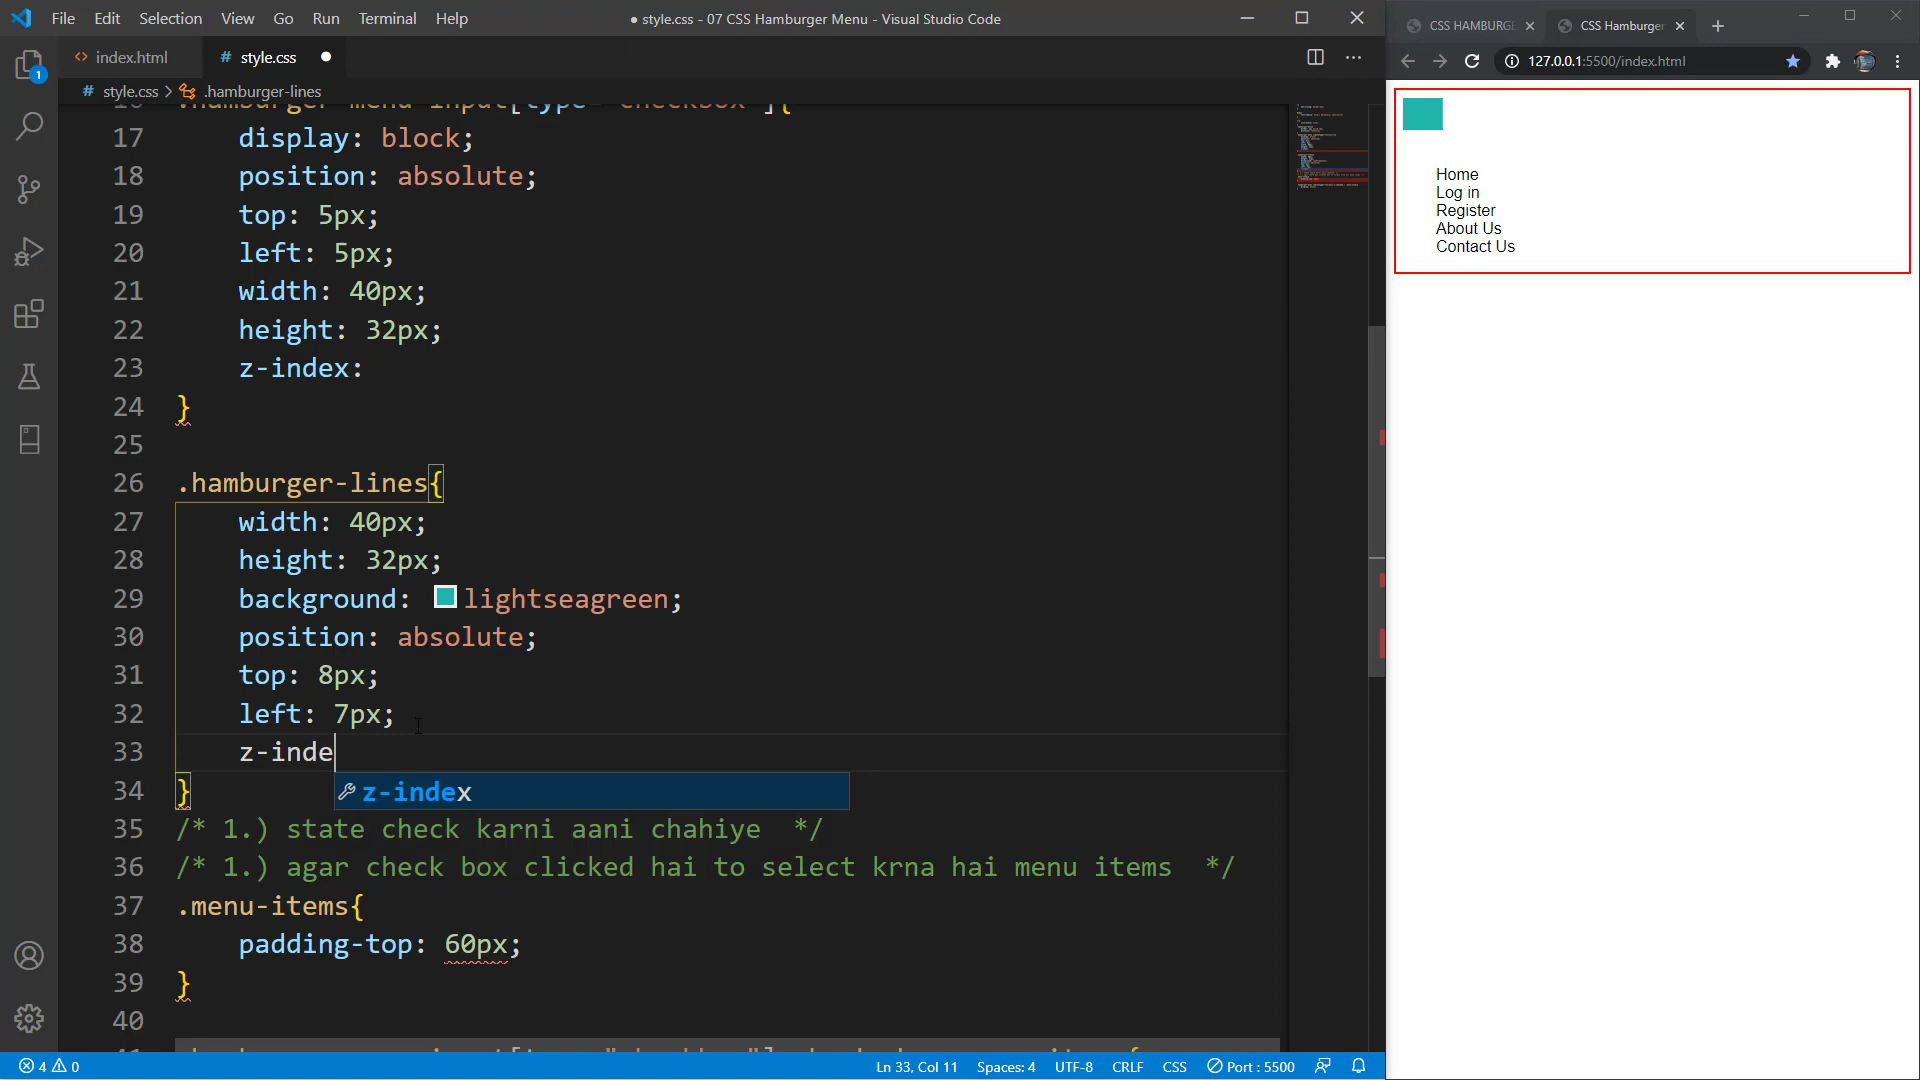 File Edit Selection View Go Run Terminal Help
● style.css - 07 CSS Hamburger Menu - Visual Studio Code
index.html
# style.css
# style.css > .hamburger-lines
17 display: block;
18 position: absolute;
19 top: 5px;
20 left: 5px;
21 width: 40px;
22 height: 32px;
23 z-index:
24 }
25
26 .hamburger-lines{
27 width: 40px;
28 height: 32px;
29 background: lightseagreen;
30 position: absolute;
31 top: 8px;
32 left: 7px;
33 z-inde
34 }
z-index
35 /* 1.) state check karni aani chahiye */
36 /* 1.) agar check box clicked hai to select krna hai menu items */
37 .menu-items{
38 padding-top: 60px;
39 }
40
1
4 0
Ln 33, Col 11 Spaces: 4 UTF-8 CRLF CSS Port : 5500
CSS HAMBURGE
CSS Hamburger
127.0.0.1:5500/index.html
Home
Log in
Register
About Us
Contact Us